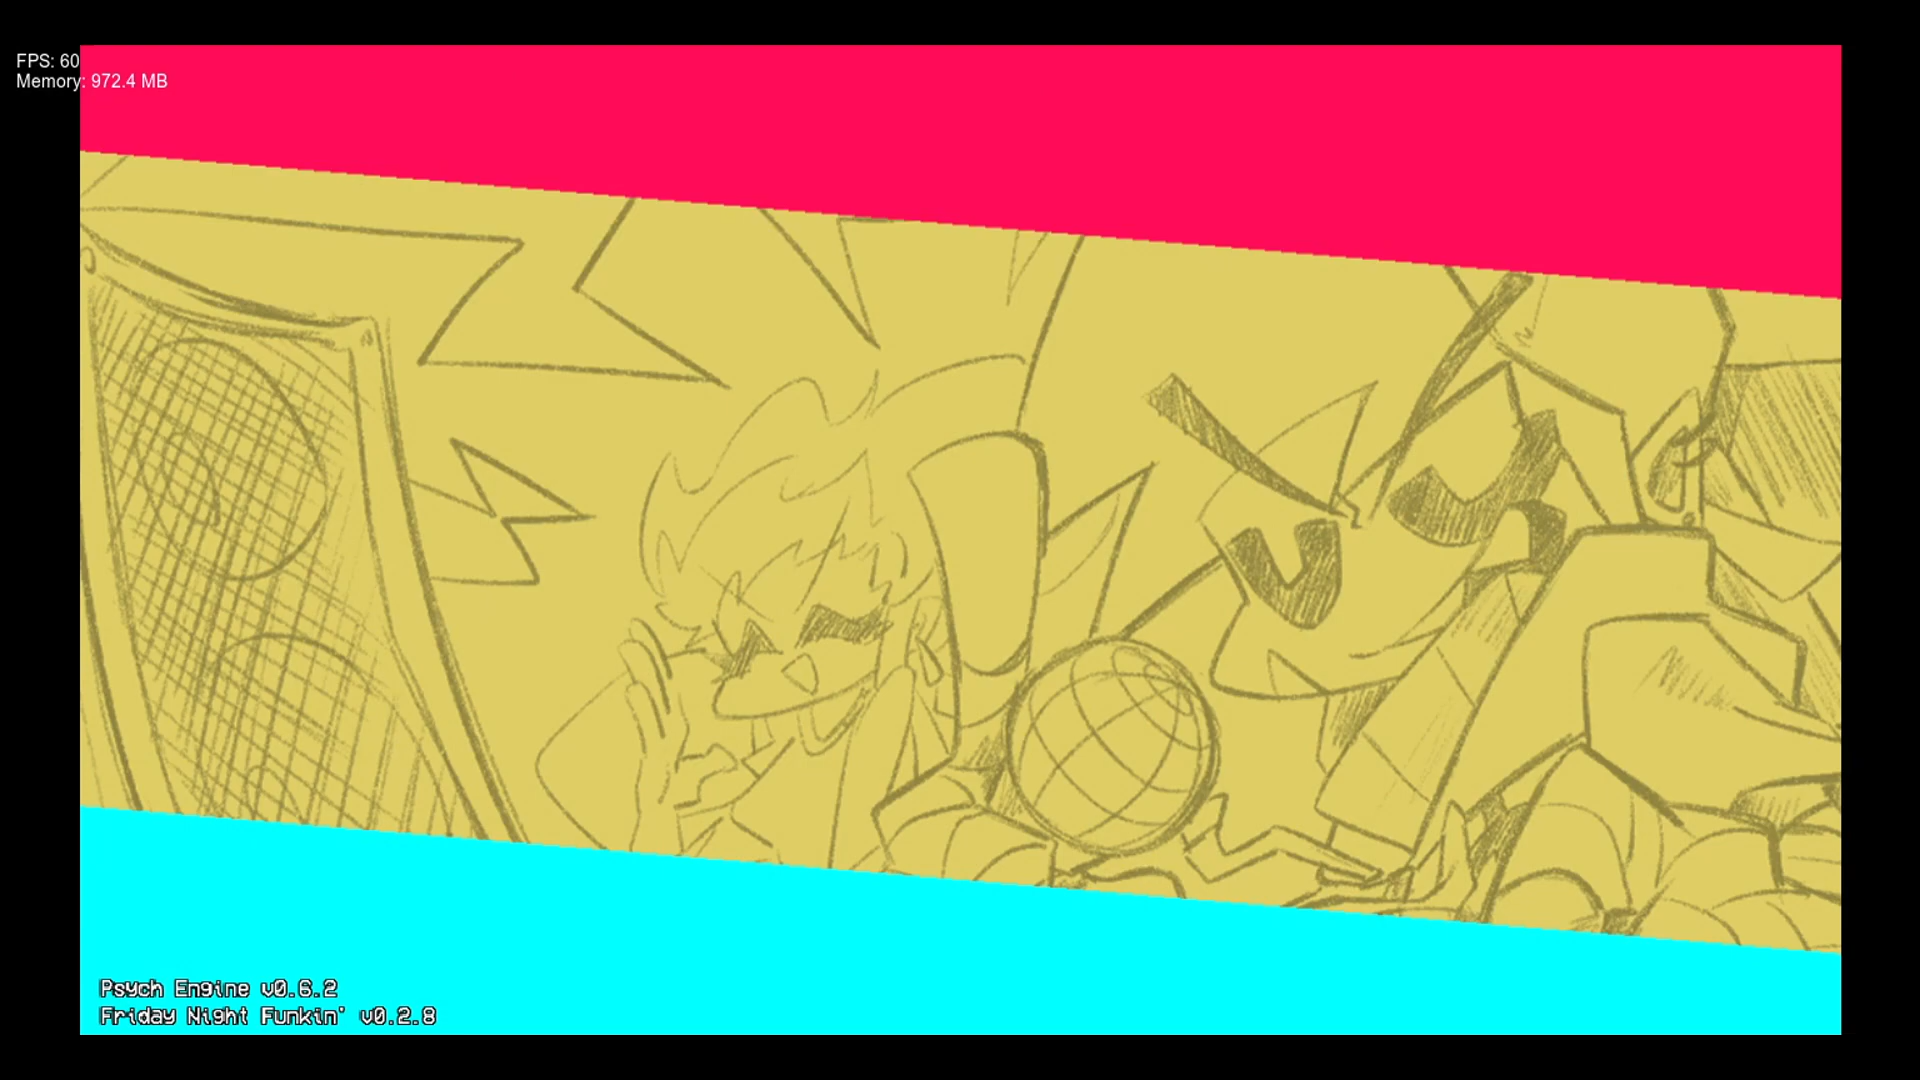 FPS: 60
Memory: 972.4 MB
Psych Engine v0.6.2
Friday Night Funkin' v0.2.8